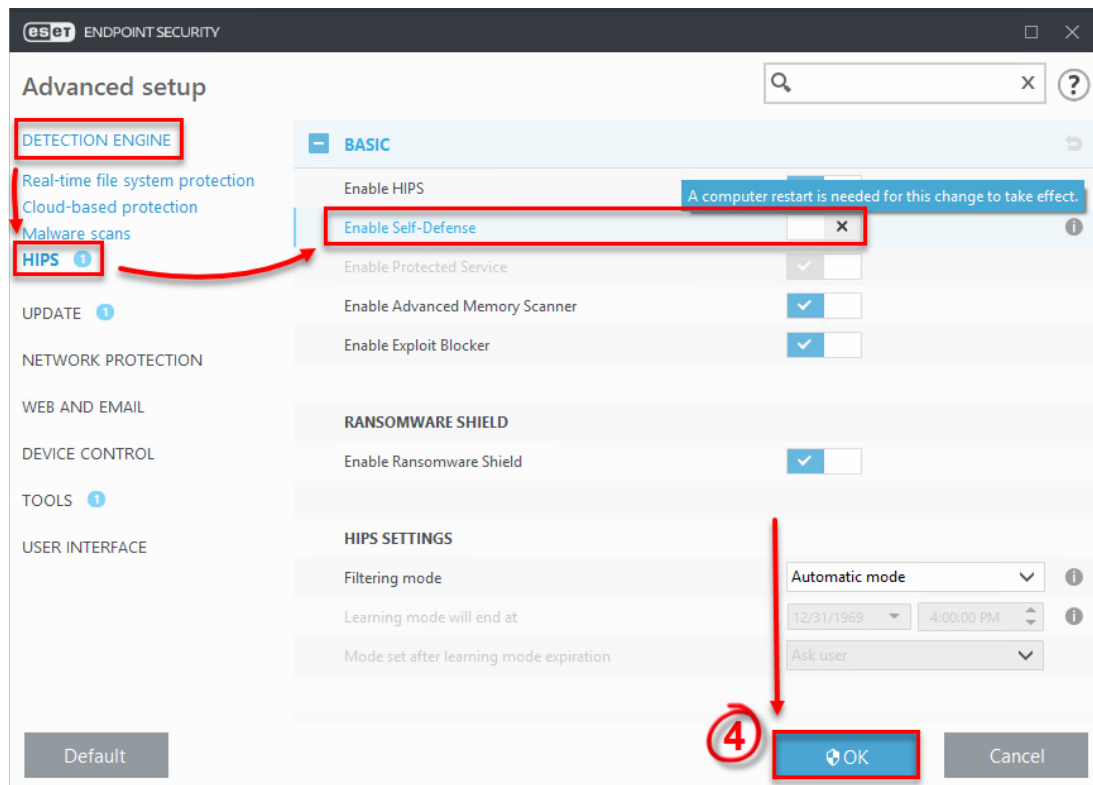 eset ENDPOINT SECURITY
Advanced setup
x
?
DETECTION ENGINE
Real-time file system protection
Cloud-based protection
Malware scans
HIPS 1
UPDATE 1
NETWORK PROTECTION
WEB AND EMAIL
DEVICE CONTROL
TOOLS 1
USER INTERFACE
BASIC
Enable HIPS
A computer restart is needed for this change to take effect.
Enable Self-Defense
Enable Protected Service
Enable Advanced Memory Scanner
Enable Exploit Blocker
RANSOMWARE SHIELD
Enable Ransomware Shield
HIPS SETTINGS
Filtering mode Automatic mode
Learning mode will end at 12/31/1969 4:00:00 PM
Mode set after learning mode expiration Ask user
Default
4
OK
Cancel